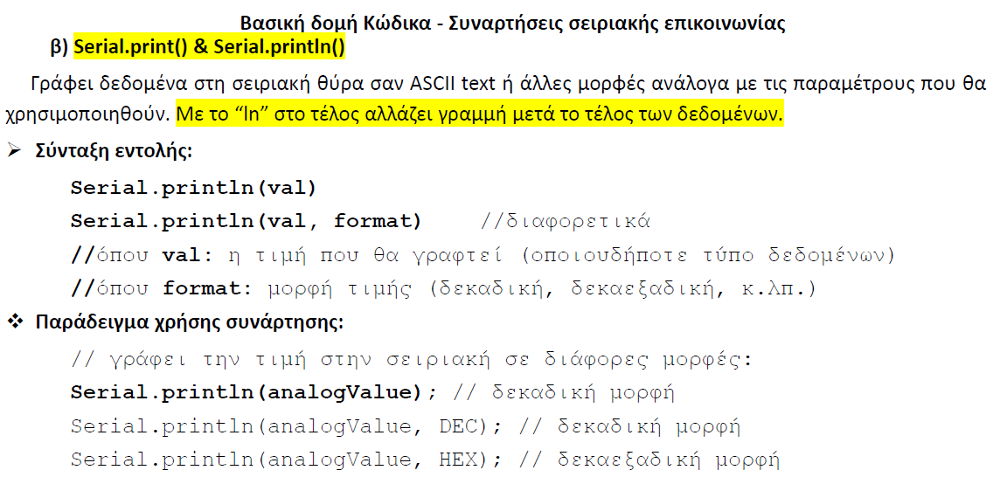 Βασική δομή Κώδικα - Συναρτήσεις σειριακής επικοινωνίας
β) Serial.print() & Serial.println()
Γράφει δεδομένα στη σειριακή θύρα σαν ASCII text ή άλλες μορφές ανάλογα με τις παραμέτρους που θα
χρησιμοποιηθούν. Με το “ln” στο τέλος αλλάζει γραμμή μετά το τέλος των δεδομένων.
➢ Σύνταξη εντολής:
Serial.println(val)
Serial.println(val, format) //διαφορετικά
//όπου val: η τιμή που θα γραφτεί (οποιουδήποτε τύπο δεδομένων)
//όπου format: μορφή τιμής (δεκαδική, δεκαεξαδική, κ.λπ.)
❖ Παράδειγμα χρήσης συνάρτησης:
// γράφει την τιμή στην σειριακή σε διάφορες μορφές:
Serial.println(analogValue); // δεκαδική μορφή
Serial.println(analogValue, DEC); // δεκαδική μορφή
Serial.println(analogValue, HEX); // δεκαεξαδική μορφή